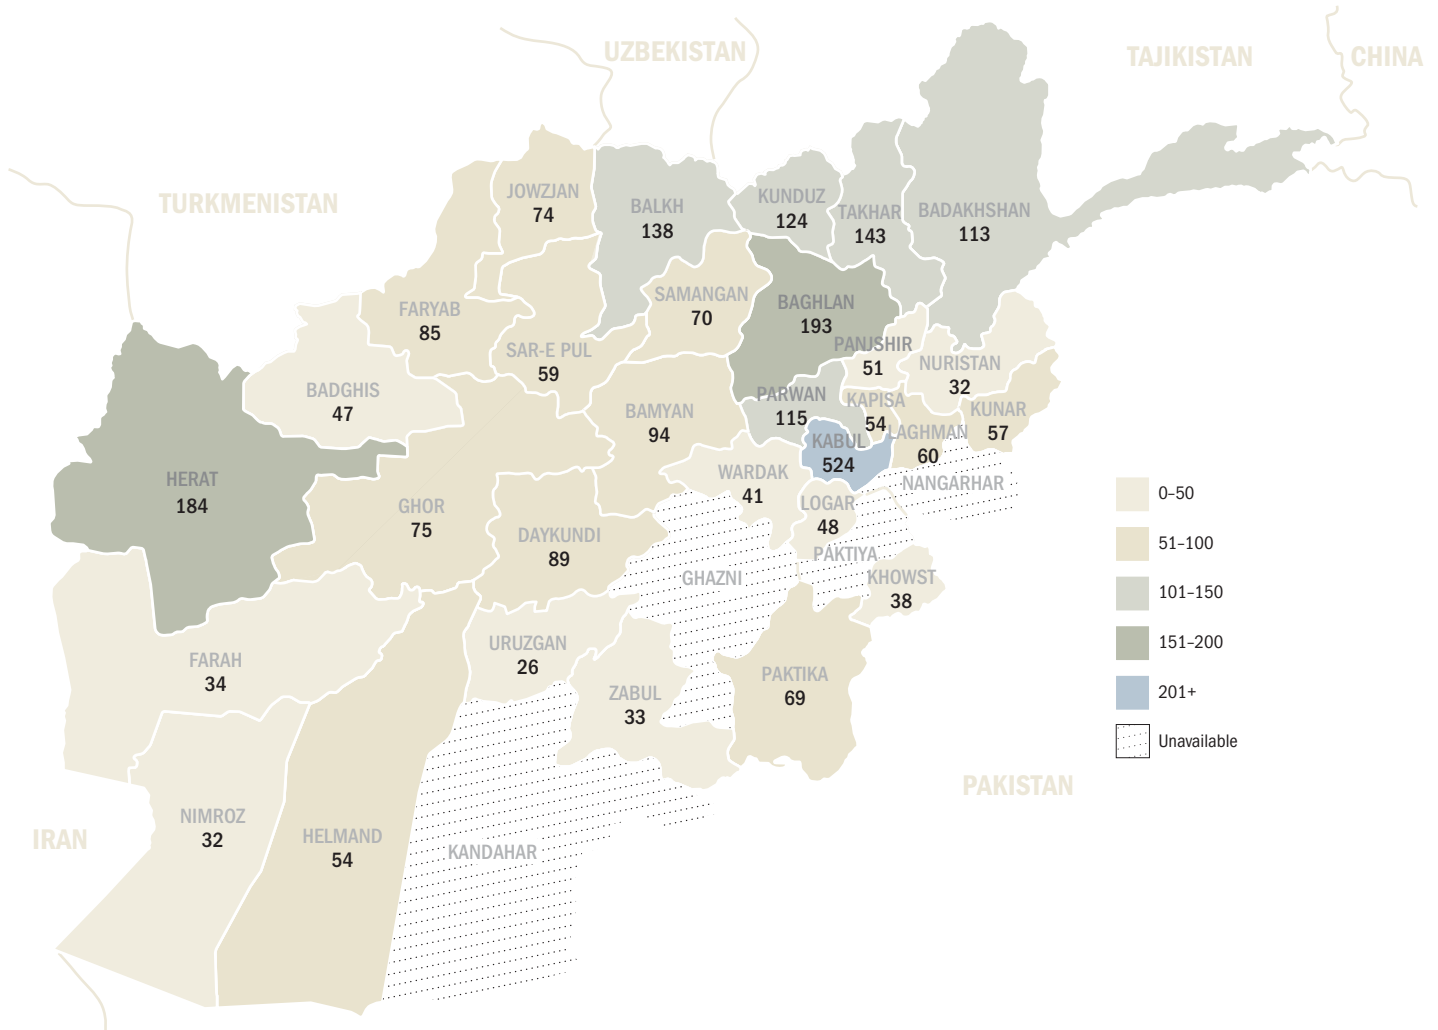 UZBEKISTAN
TAJIKISTAN
CHINA
TURKMENISTAN
JOWZJAN
74
BALKH
138
KUNDUZ
124
TAKHAR
143
BADAKHSHAN
113
FARYAB
85
SAMANGAN
70
BAGHLAN
193
SAR-E PUL
59
PANJSHIR
51
NURISTAN
32
BADGHIS
47
BAMYAN
94
PARWAN
115
KAPISA
54
KUNAR
57
LAGHMAN
60
KABUL
524
HERAT
184
GHOR
75
WARDAK
41
NANGARHAR
LOGAR
48
DAYKUNDI
89
PAKTIYA
GHAZNI
KHOWST
38
URUZGAN
26
FARAH
34
ZABUL
33
PAKTIKA
69
NIMROZ
32
HELMAND
54
KANDAHAR
IRAN
PAKISTAN
0–50
51–100
101–150
151–200
201+
Unavailable